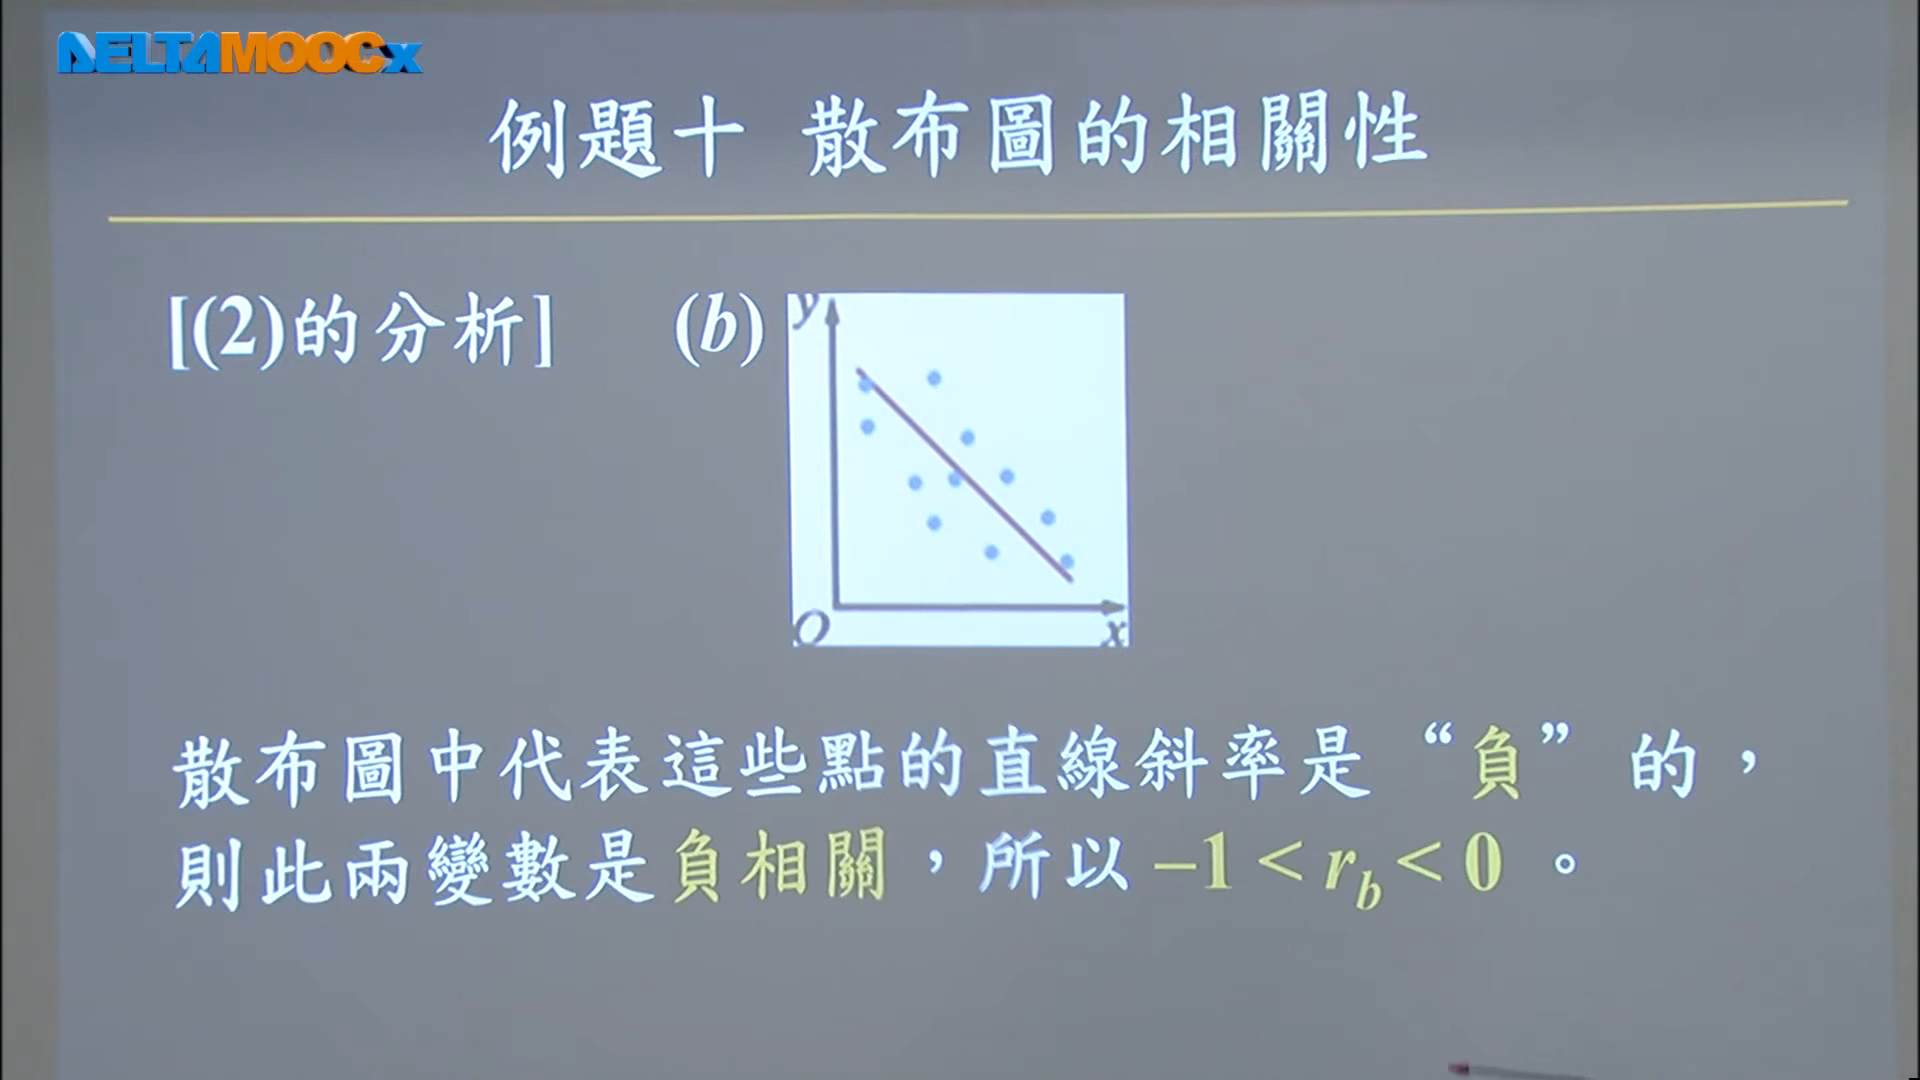 DELTAMOOCx
例題十 散布圖的相關性
[(2)的分析] (b)
y
O
x
散布圖中代表這些點的直線斜率是“負”的，
則此兩變數是負相關，所以 –1 < r_b < 0 。